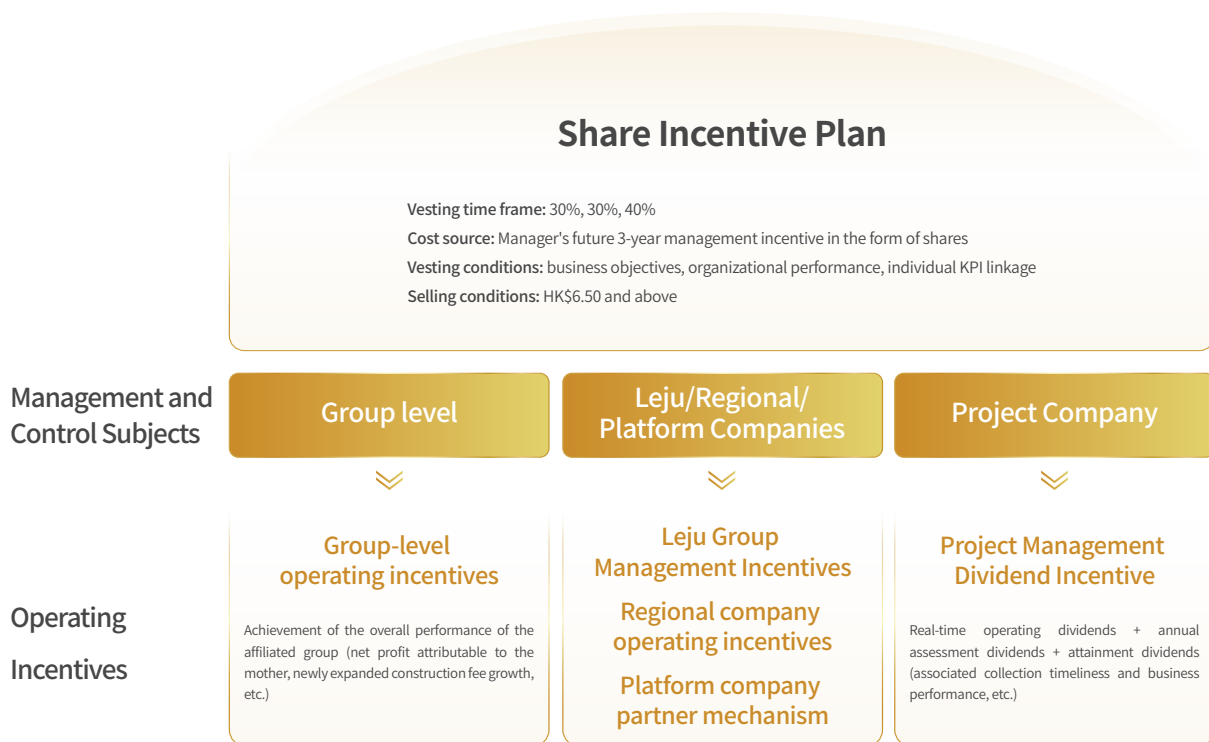 Share Incentive Plan
Vesting time frame: 30%, 30%, 40%
Cost source: Manager's future 3-year management incentive in the form of shares
Vesting conditions: business objectives, organizational performance, individual KPI linkage
Selling conditions: HK$6.50 and above
Management and
Control Subjects
Group level
Leju/Regional/
Platform Companies
Project Company
Operating
Incentives
Group-level
operating incentives
Achievement of the overall performance of the
affiliated group (net profit attributable to the
mother, newly expanded construction fee growth,
etc.)
Leju Group
Management Incentives
Regional company
operating incentives
Platform company
partner mechanism
Project Management
Dividend Incentive
Real-time operating dividends + annual
assessment dividends + attainment dividends
(associated collection timeliness and business
performance, etc.)